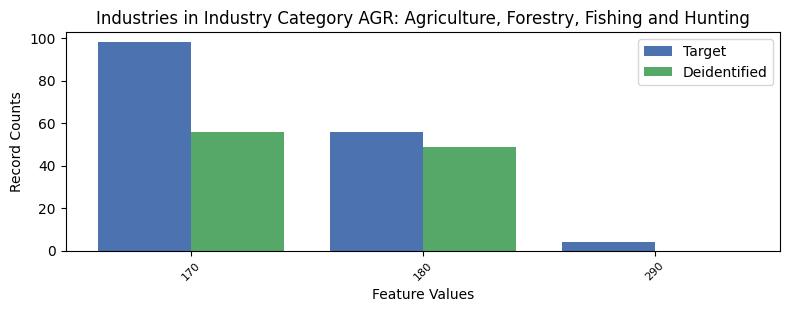 Industries in Industry Category AGR: Agriculture, Forestry, Fishing and Hunting
Target
Deidentified
Record Counts
100
80
60
40
20
0
170
180
290
Feature Values